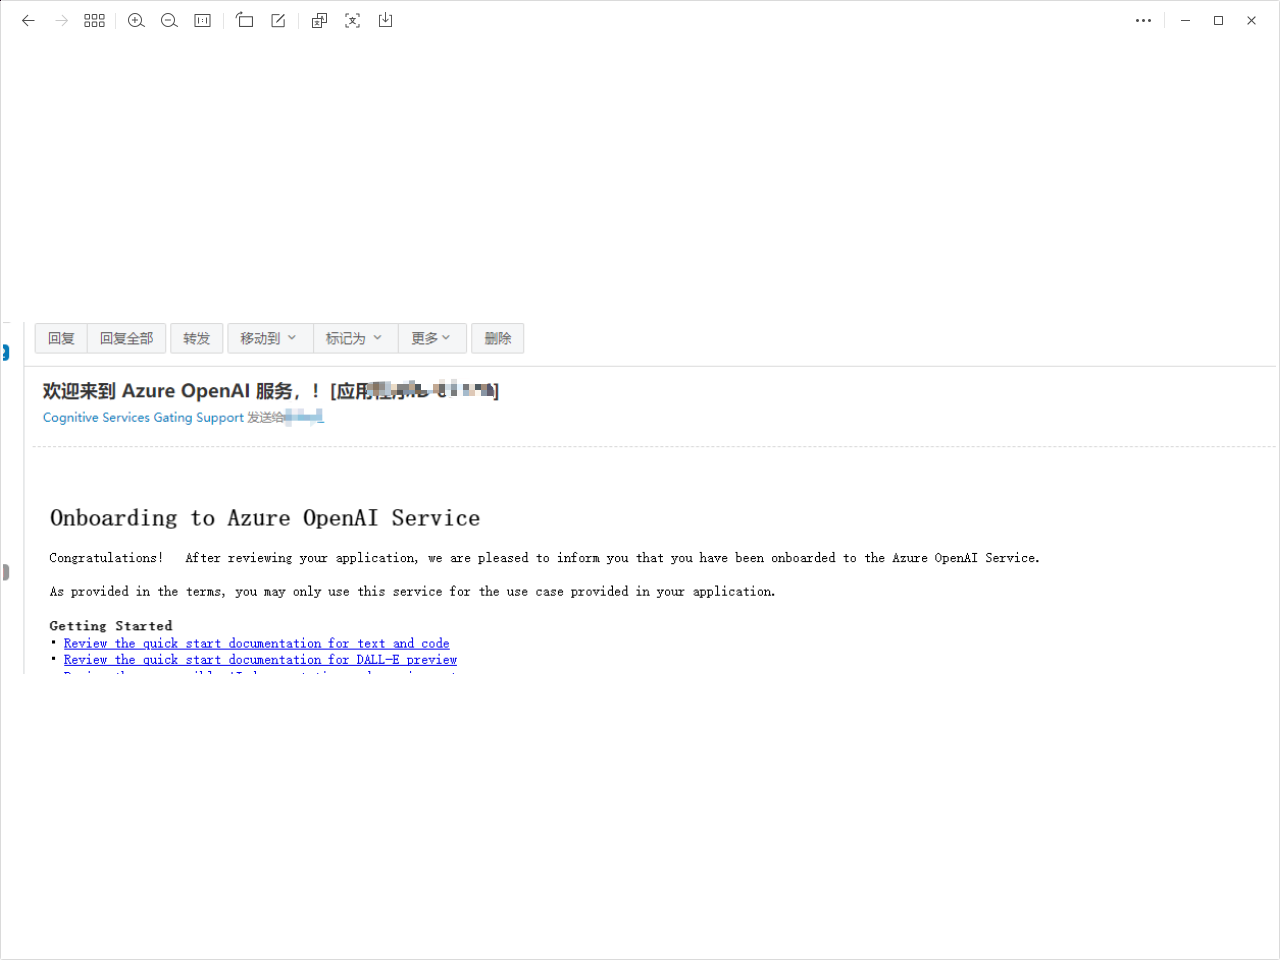 回复 回复全部 转发 移动到 标记为 更多 删除
欢迎来到 Azure OpenAI 服务，！ [应用 ]
Cognitive Services Gating Support 发送给
Onboarding to Azure OpenAI Service
Congratulations! After reviewing your application, we are pleased to inform you that you have been onboarded to the Azure OpenAI Service.
As provided in the terms, you may only use this service for the use case provided in your application.
Getting Started
▪ Review the quick start documentation for text and code
▪ Review the quick start documentation for DALL-E preview